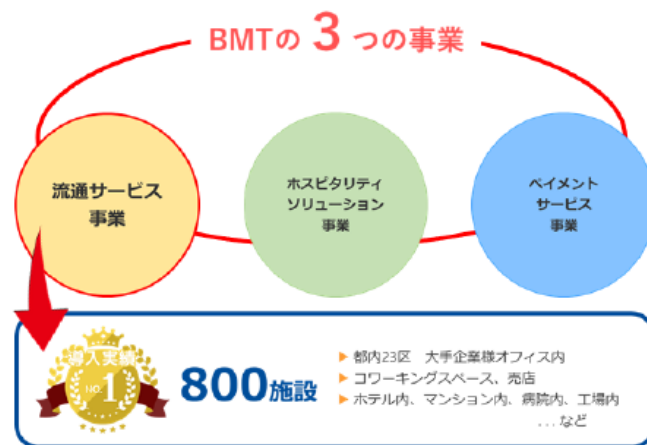 BMTの 3 つの事業
流通サービス
事業
ホスピタリティ
ソリューション
事業
ペイメント
サービス
事業
導入実績
NO.1
800施設
▶ 都内23区　大手企業様オフィス内
▶ コワーキングスペース、売店
▶ ホテル内、マンション内、病院内、工場内
...など